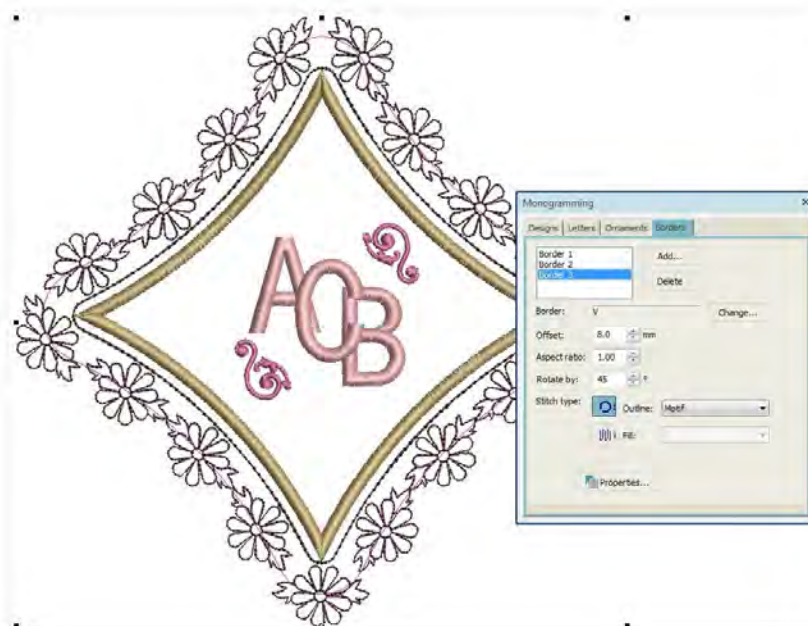 AOB
Monogramming
Designs Letters Ornaments Borders
Border 1
Border 2
Border 3
Add...
Delete
Border: V Change...
Offset: 8.0 mm
Aspect ratio: 1.00
Rotate by: 45 °
Stitch type: Outline: Motif
Fill:
Properties...